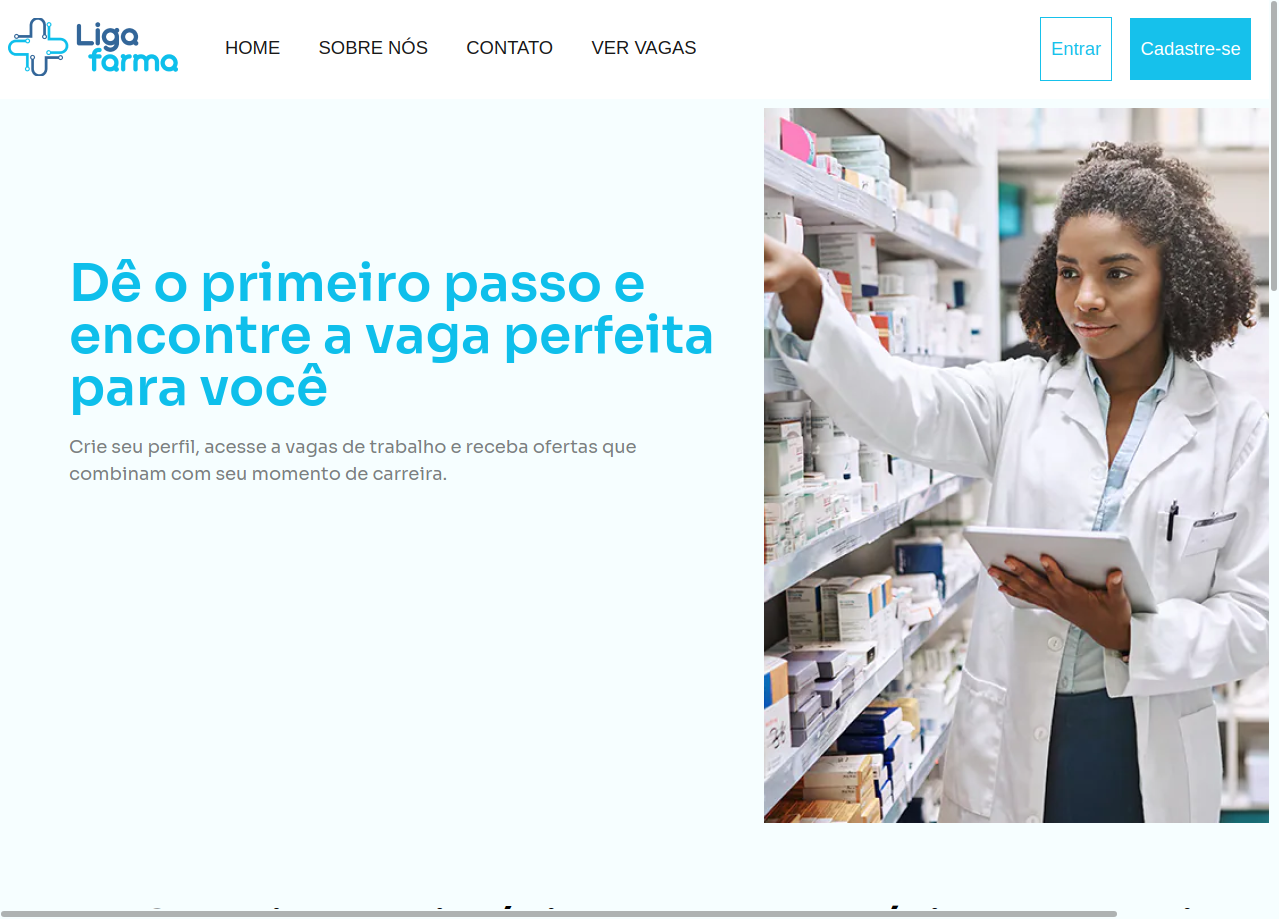 Liga
farma
HOME SOBRE NÓS CONTATO VER VAGAS Entrar Cadastre-se
Dê o primeiro passo e
encontre a vaga perfeita
para você
Crie seu perfil, acesse a vagas de trabalho e receba ofertas que
combinam com seu momento de carreira.